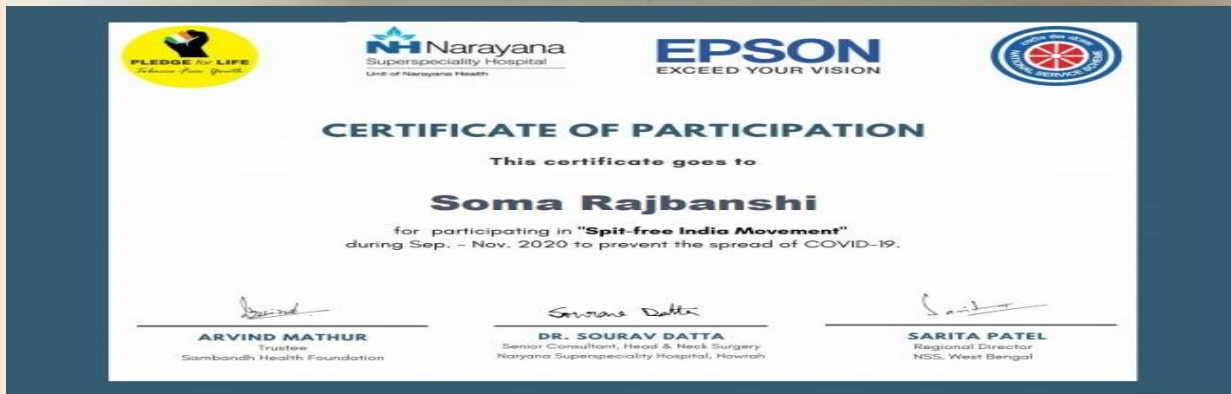 PLEDGE for LIFE
Tobacco Free Youth
NH Narayana
Superspeciality Hospital
Unit of Narayana Health
EPSON
EXCEED YOUR VISION
राष्ट्रीय सेवा योजना
NATIONAL SERVICE SCHEME
CERTIFICATE OF PARTICIPATION
This certificate goes to
Soma Rajbanshi
for participating in "Spit-free India Movement"
during Sep. - Nov. 2020 to prevent the spread of COVID-19.
Sourav Datta
ARVIND MATHUR
Trustee
Sambandh Health Foundation
DR. SOURAV DATTA
Senior Consultant, Head & Neck Surgery
Naryana Superspeciality Hospital, Howrah
SARITA PATEL
Regional Director
NSS, West Bengal